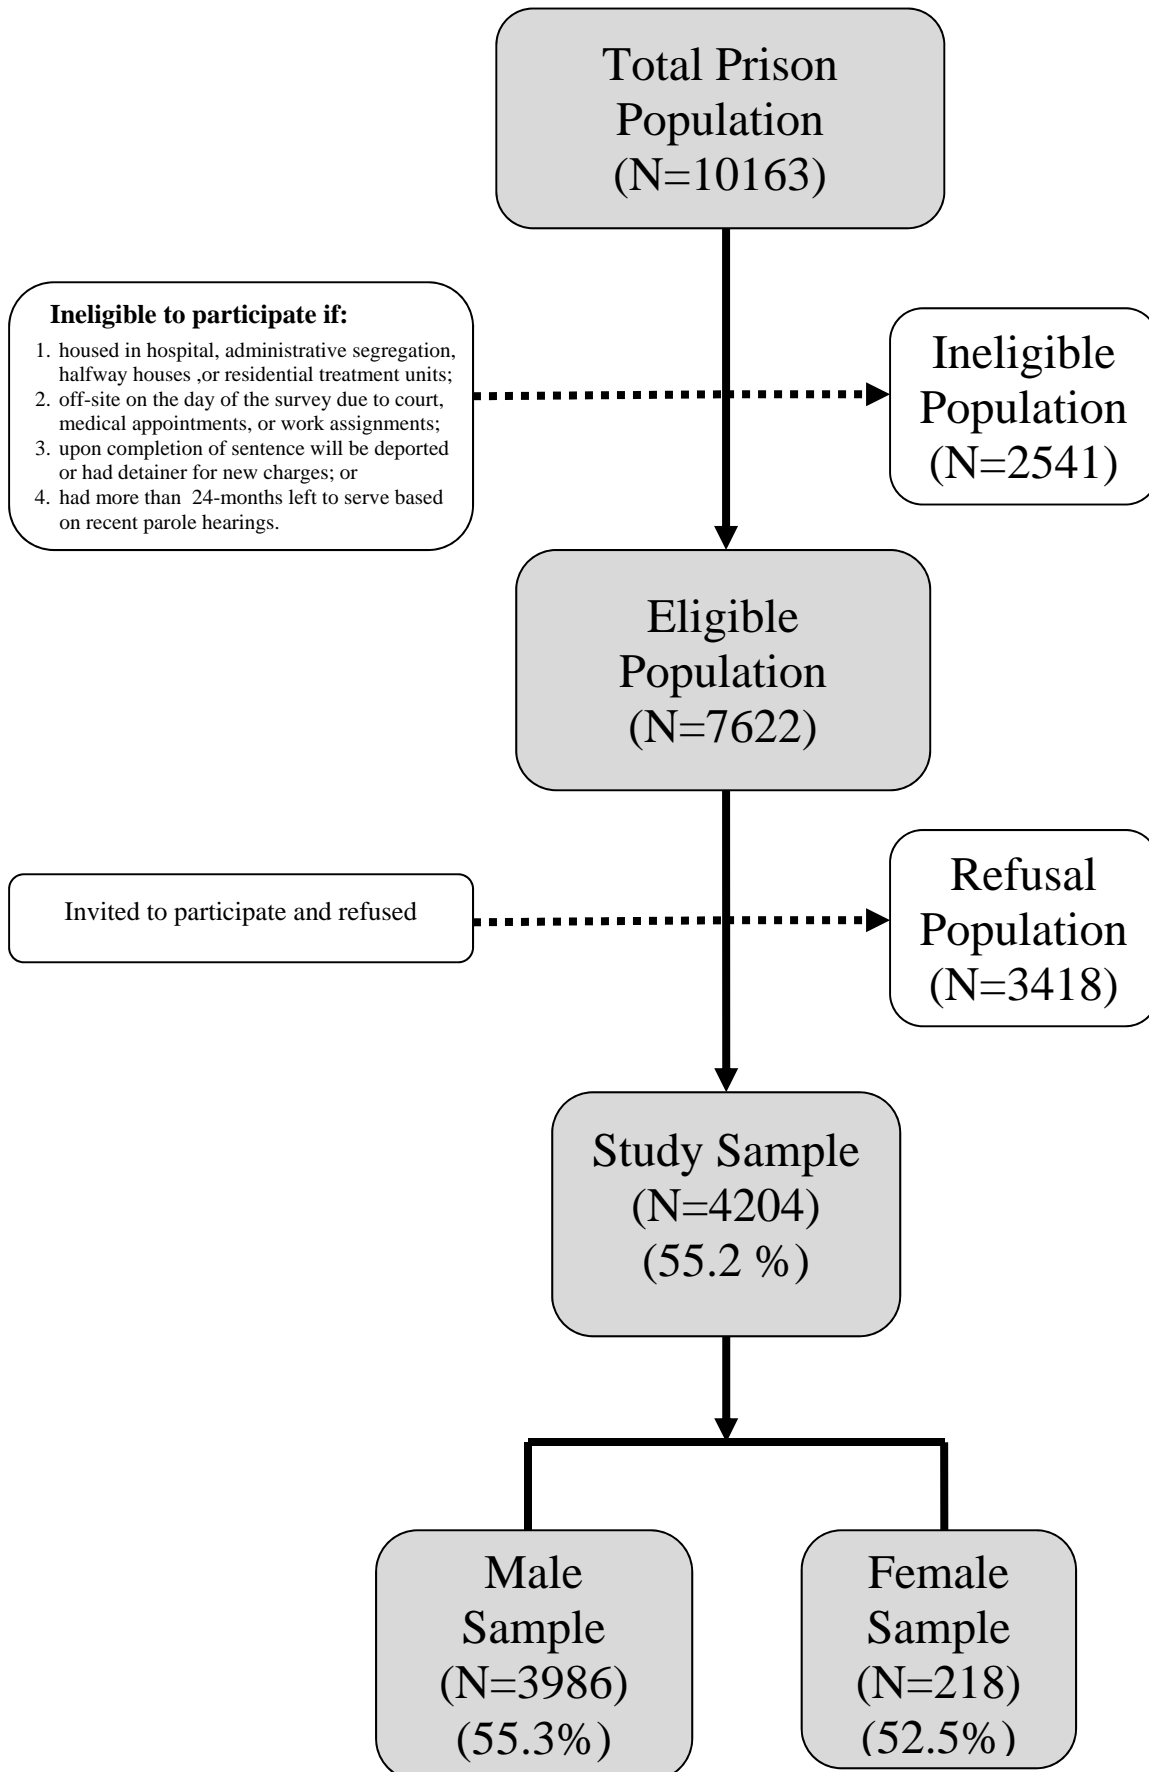 Total Prison
Population
(N=10163)
Ineligible to participate if:
1. housed in hospital, administrative segregation,
halfway houses ,or residential treatment units;
2. off-site on the day of the survey due to court,
medical appointments, or work assignments;
3. upon completion of sentence will be deported
or had detainer for new charges; or
4. had more than 24-months left to serve based
on recent parole hearings.
Ineligible
Population
(N=2541)
Eligible
Population
(N=7622)
Invited to participate and refused
Refusal
Population
(N=3418)
Study Sample
(N=4204)
(55.2 %)
Male
Sample
(N=3986)
(55.3%)
Female
Sample
(N=218)
(52.5%)